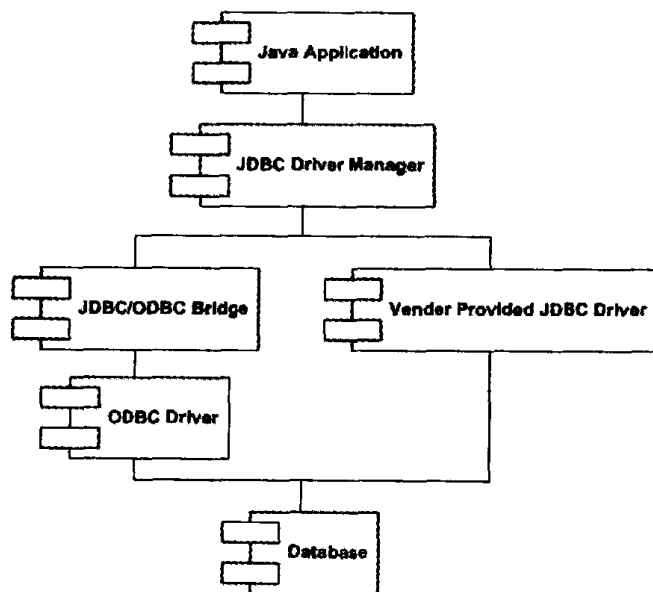 Java Application
JDBC Driver Manager
JDBC/ODBC Bridge
Vender Provided JDBC Driver
ODBC Driver
Database